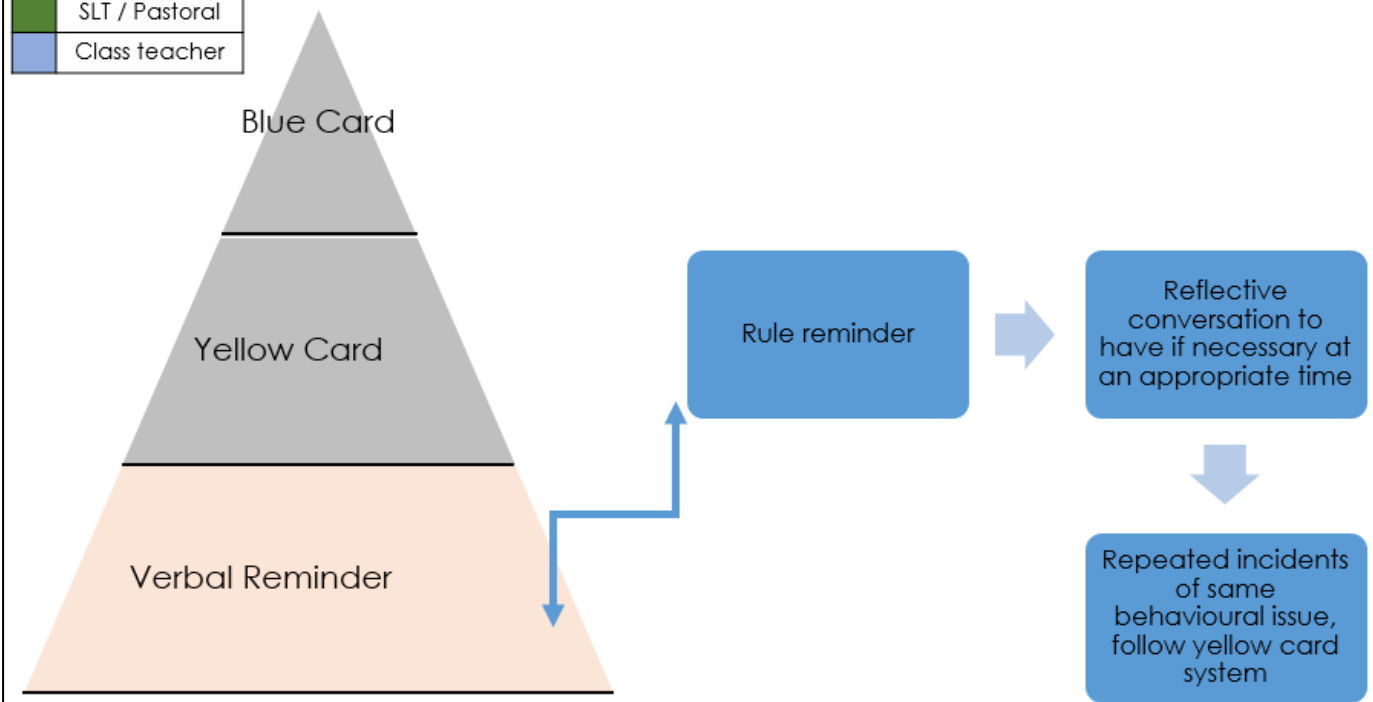 SLT / Pastoral
Class teacher
Blue Card
Yellow Card
Verbal Reminder
Rule reminder
Reflective
conversation to
have if necessary at
an appropriate time
Repeated incidents
of same
behavioural issue,
follow yellow card
system